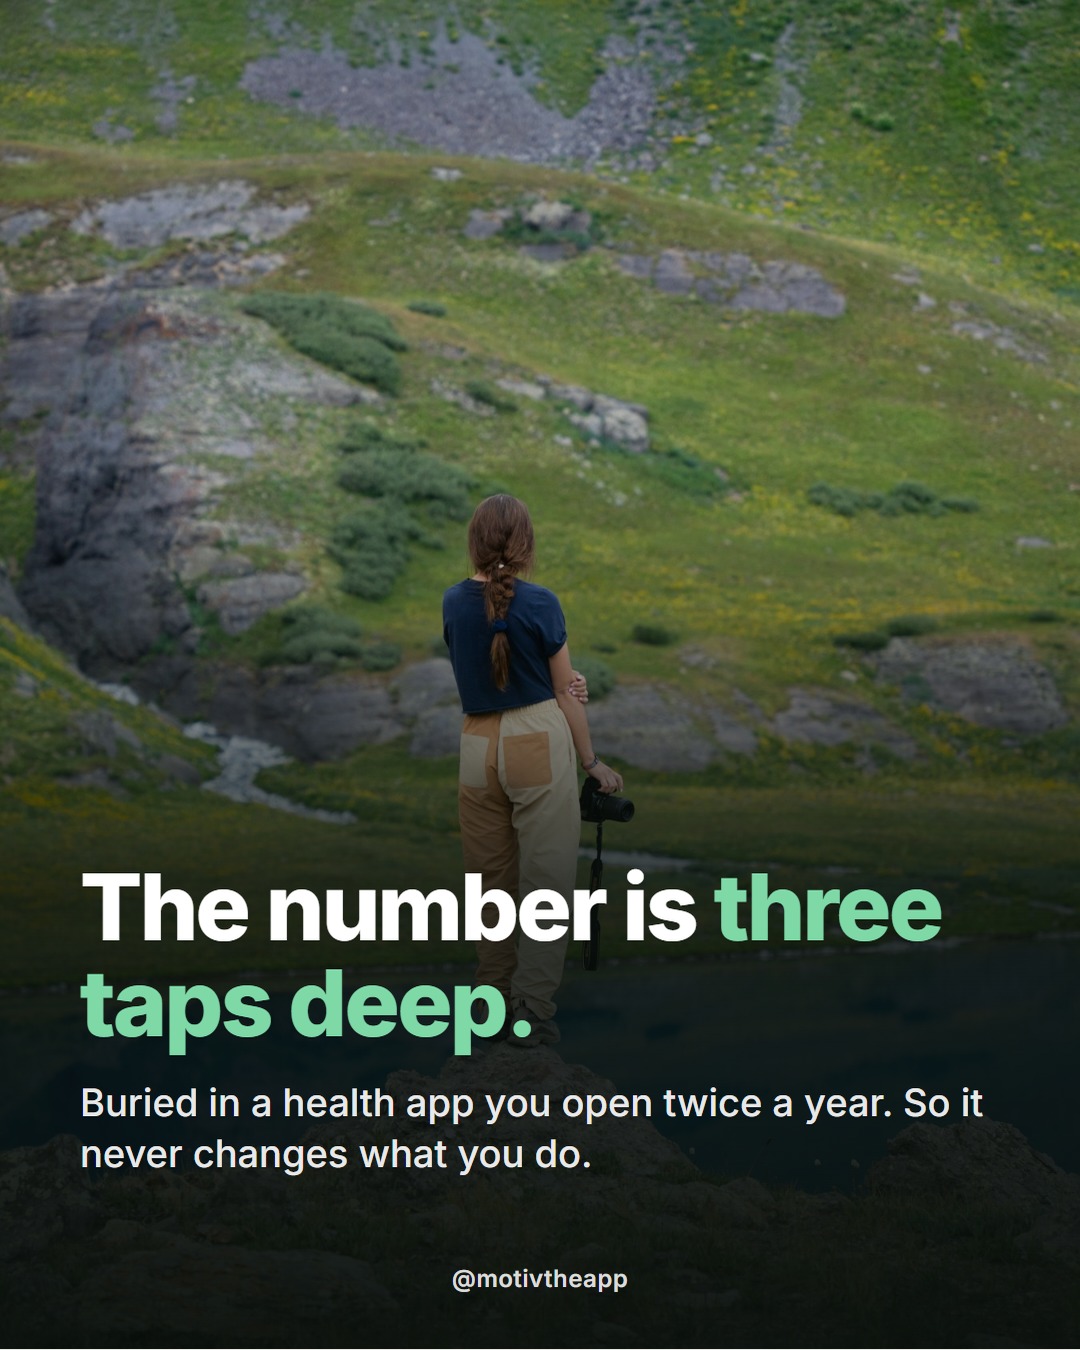 The number is three
taps deep.
Buried in a health app you open twice a year. So it
never changes what you do.
@motivtheapp